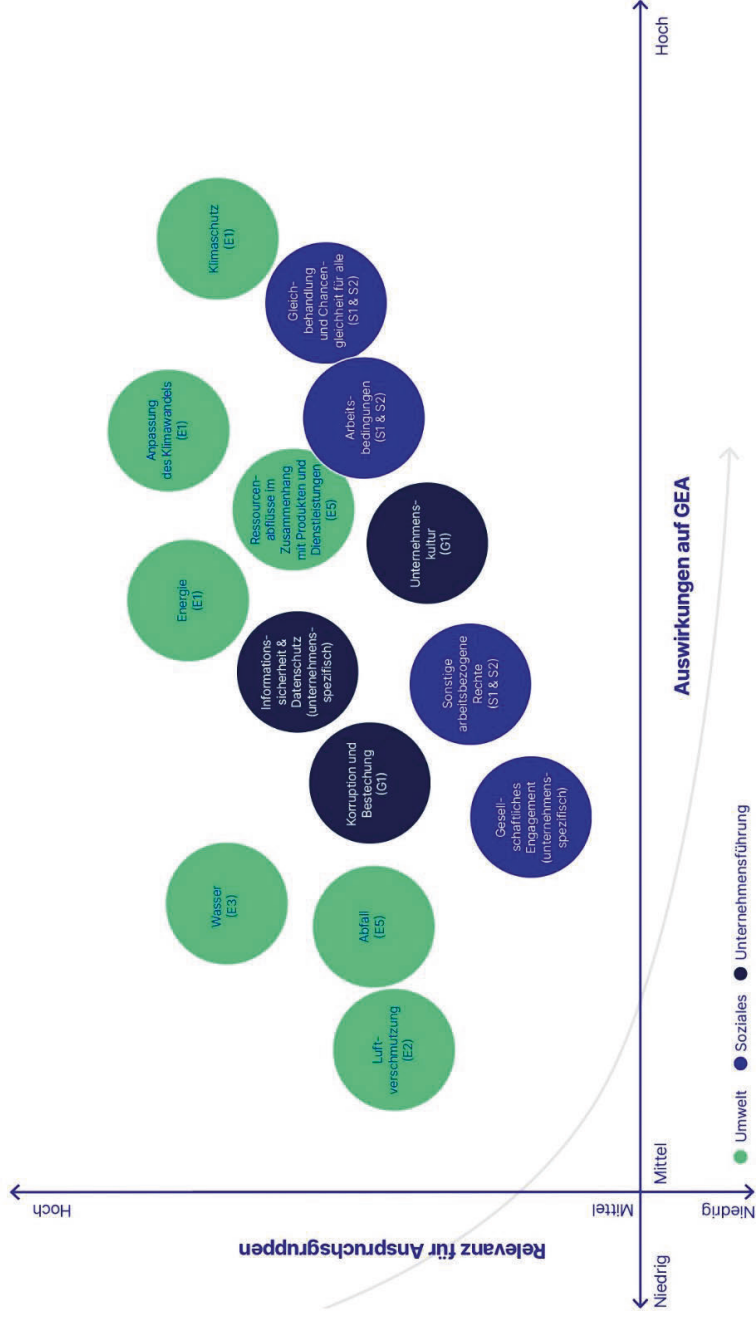 Hoch
Relevanz für Anspruchsgruppen
Mittel
Niedrig
Anpassung
des Klimawandels
(E1)
Energie
(E1)
Klimaschutz
(E1)
Wasser
(E3)
Ressourcen-
abflüsse im
Zusammenhang
mit Produkten und
Dienstleistungen
(E5)
Informations-
sicherheit &
Datenschutz
(unternehmens-
spezifisch)
Gleich-
behandlung
und Chancen-
gleichheit für alle
(S1 & S2)
Arbeits-
bedingungen
(S1 & S2)
Korruption und
Bestechung
(G1)
Abfall
(E5)
Luft-
verschmutzung
(E2)
Unternehmens-
kultur
(G1)
Sonstige
arbeitsbezogene
Rechte
(S1 & S2)
Gesell-
schaftliches
Engagement
(unternehmens-
spezifisch)
Niedrig
Mittel
Hoch
Auswirkungen auf GEA
Umwelt
Soziales
Unternehmensführung